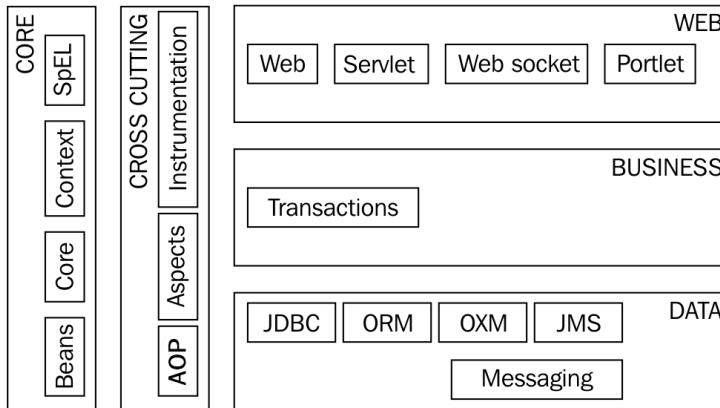 CORE
SpEL
Context
Core
Beans
CROSS CUTTING
Instrumentation
Aspects
AOP
WEB
Web Servlet Web socket Portlet
BUSINESS
Transactions
DATA
JDBC ORM OXM JMS
Messaging